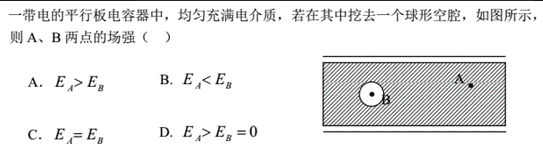 一带电的平行板电容器中，均匀充满电介质，若在其中挖去一个球形空腔，如图所示，
则 A、B 两点的场强（ ）
A. E_A> E_B B. E_A< E_B
C. E_A= E_B D. E_A> E_B = 0
A
B